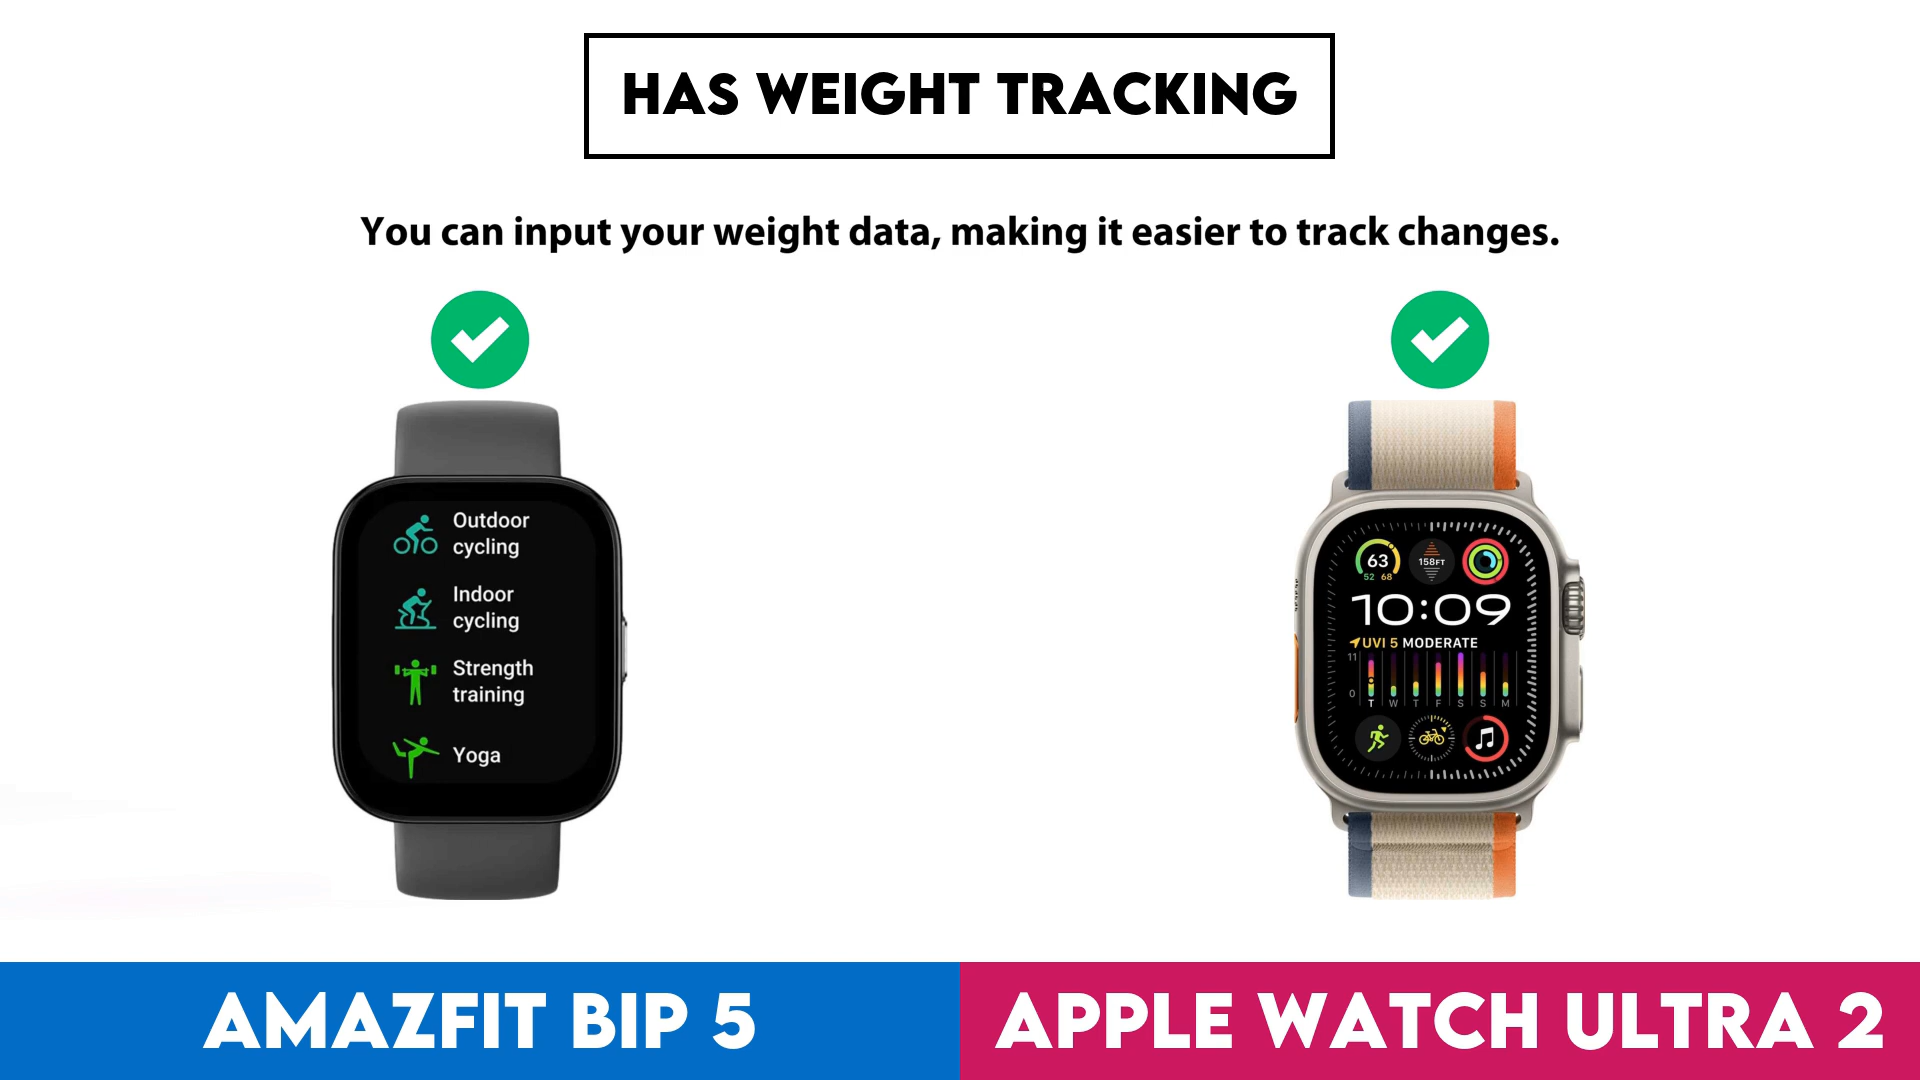 HAS WEIGHT TRACKING
You can input your weight data, making it easier to track changes.
Outdoor
cycling
Indoor
cycling
Strength
training
Yoga
63
52 68
158FT
10:09
UVI 5 MODERATE
11
0
T W T F S S M
AMAZFIT BIP 5
APPLE WATCH ULTRA 2